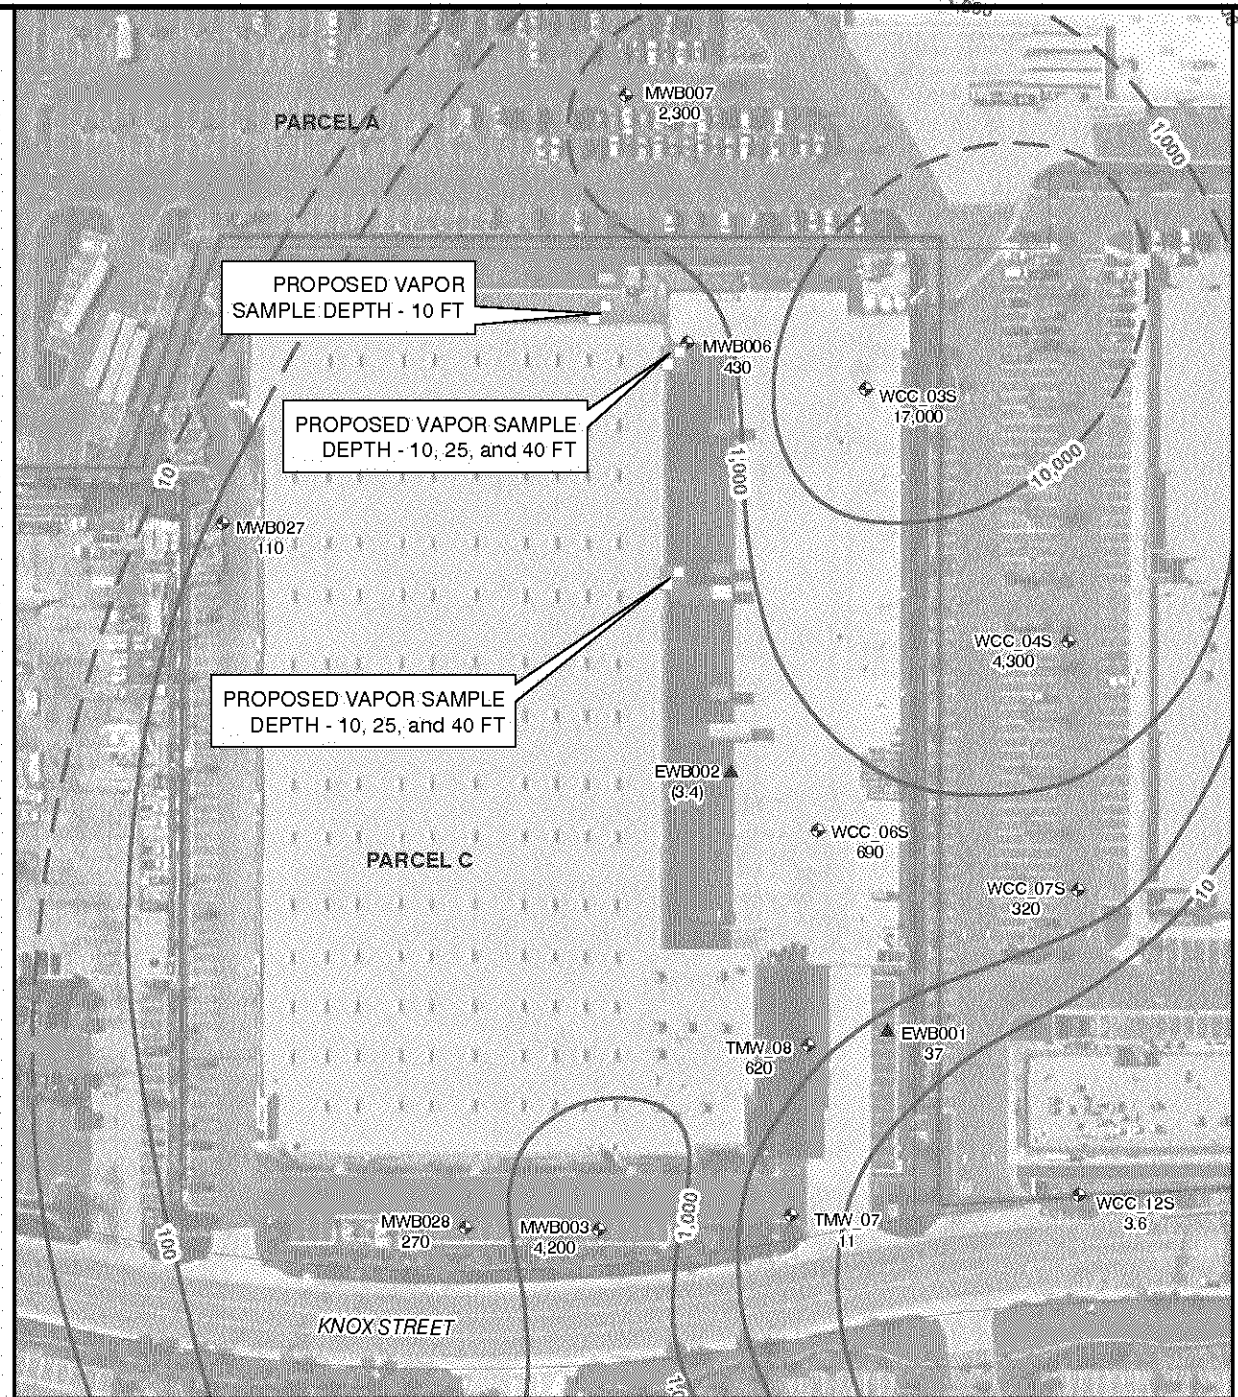 MWB007
2,300
PARCEL A
1,000
PROPOSED VAPOR
SAMPLE DEPTH - 10 FT
MWB006
430
WCC_03S
17,000
PROPOSED VAPOR SAMPLE
DEPTH - 10, 25, and 40 FT
1,000
10,000
10
MWB027
110
WCC_04S
4,300
PROPOSED VAPOR SAMPLE
DEPTH - 10, 25, and 40 FT
EWB002
(3.4)
WCC_06S
690
PARCEL C
WCC_07S
320
10
EWB001
37
TMW_08
620
WCC_12S
3.6
MWB028
270
MWB003
4,200
1,000
TMW_07
11
100
KNOX STREET